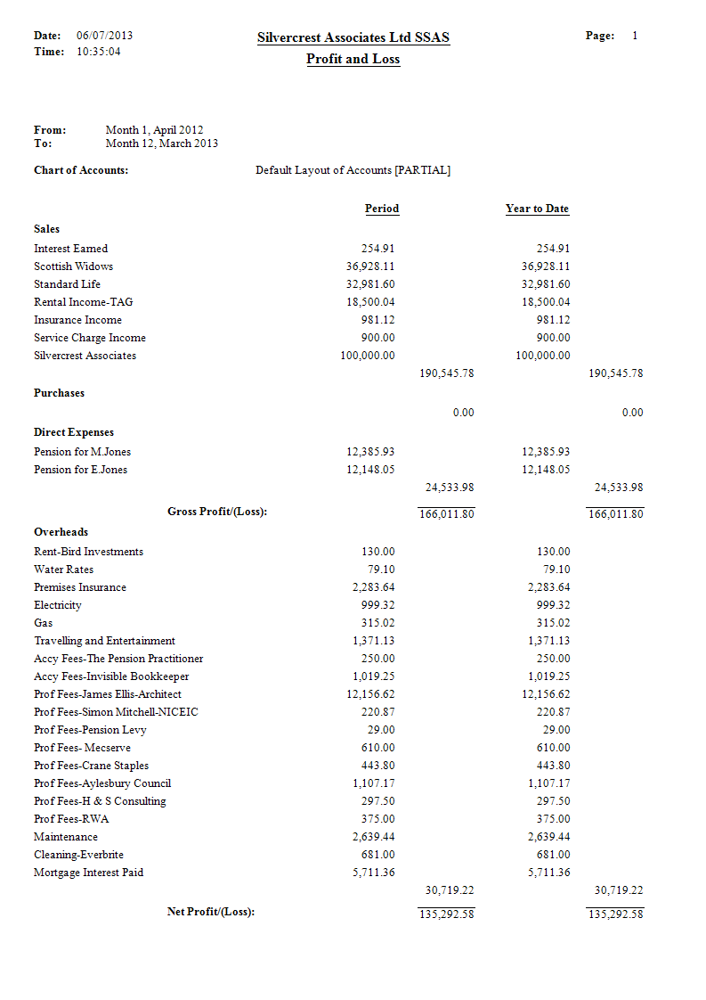 Date: 06/07/2013 Silvercrest Associates Ltd SSAS Page: 1
Time: 10:35:04 Profit and Loss
From: Month 1, April 2012
To: Month 12, March 2013
Chart of Accounts: Default Layout of Accounts [PARTIAL]
Period Year to Date
Sales
Interest Earned 254.91 254.91
Scottish Widows 36,928.11 36,928.11
Standard Life 32,981.60 32,981.60
Rental Income-TAG 18,500.04 18,500.04
Insurance Income 981.12 981.12
Service Charge Income 900.00 900.00
Silvercrest Associates 100,000.00 100,000.00
190,545.78 190,545.78
Purchases
0.00 0.00
Direct Expenses
Pension for M.Jones 12,385.93 12,385.93
Pension for E.Jones 12,148.05 12,148.05
24,533.98 24,533.98
Gross Profit/(Loss): 166,011.80 166,011.80
Overheads
Rent-Bird Investments 130.00 130.00
Water Rates 79.10 79.10
Premises Insurance 2,283.64 2,283.64
Electricity 999.32 999.32
Gas 315.02 315.02
Travelling and Entertainment 1,371.13 1,371.13
Accy Fees-The Pension Practitioner 250.00 250.00
Accy Fees-Invisible Bookkeeper 1,019.25 1,019.25
Prof Fees-James Ellis-Architect 12,156.62 12,156.62
Prof Fees-Simon Mitchell-NICEIC 220.87 220.87
Prof Fees-Pension Levy 29.00 29.00
Prof Fees- Mecserve 610.00 610.00
Prof Fees-Crane Staples 443.80 443.80
Prof Fees-Aylesbury Council 1,107.17 1,107.17
Prof Fees-H & S Consulting 297.50 297.50
Prof Fees-RWA 375.00 375.00
Maintenance 2,639.44 2,639.44
Cleaning-Everbrite 681.00 681.00
Mortgage Interest Paid 5,711.36 5,711.36
30,719.22 30,719.22
Net Profit/(Loss): 135,292.58 135,292.58